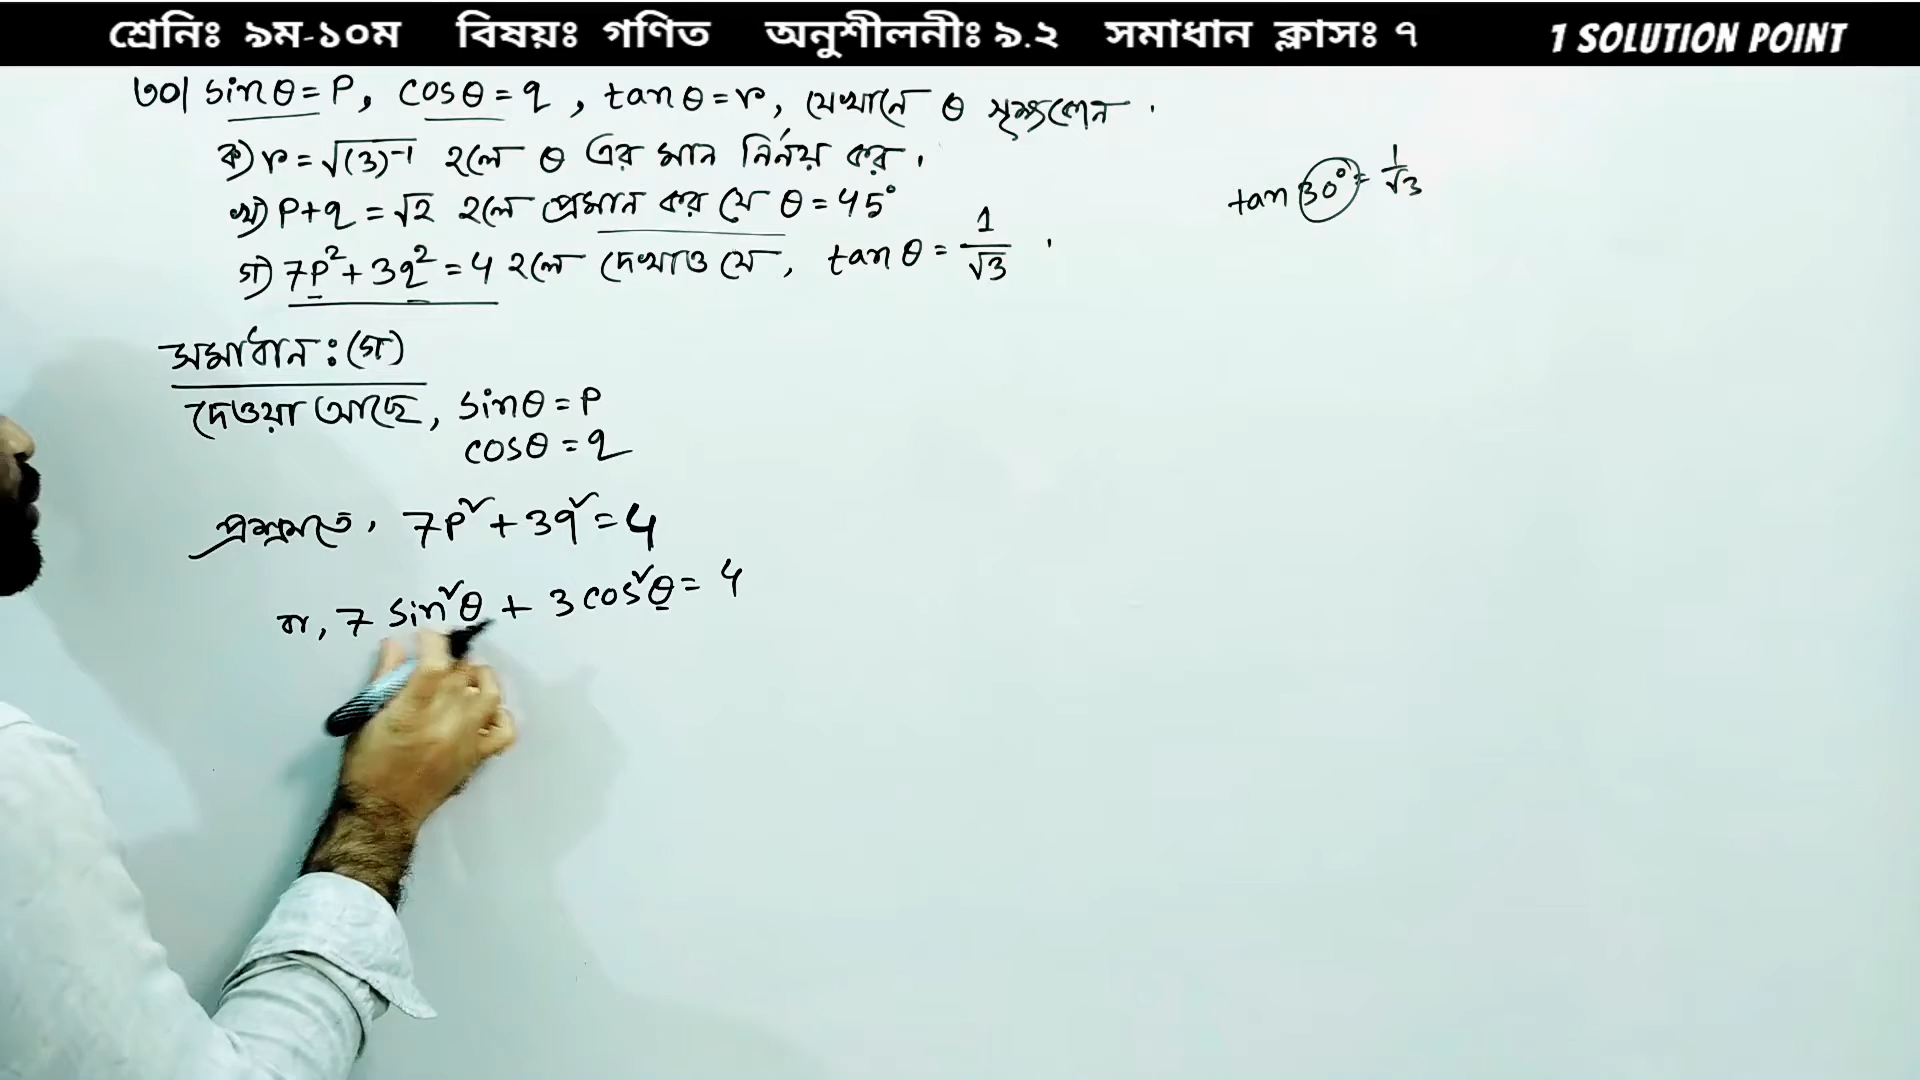 শ্রেনিঃ ৯ম-১০ম বিষয়ঃ গণিত অনুশীলনীঃ ৯.২ সমাধান ক্লাসঃ ৭ 1 SOLUTION POINT
৩০| sinθ = P, cosθ = q, tanθ = r, যেখানে θ সূক্ষ্মকোন .
ক) r = √(3)⁻¹ হলে θ এর মান নির্নয় কর .
খ) P + q = √2 হলে প্রমান কর যে θ = 45°
গ) 7P² + 3q² = 4 হলে দেখাও যে, tanθ = 1/√3 .
tan 30° = 1/√3
সমাধান : (গ)
দেওয়া আছে, sinθ = P
cosθ = q
প্রশ্নমতে, 7P² + 3q² = 4
বা, 7 sin²θ + 3 cos²θ = 4